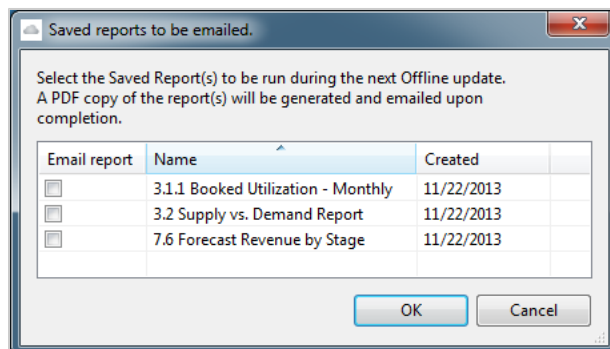 Saved reports to be emailed.
Select the Saved Report(s) to be run during the next Offline update.
A PDF copy of the report(s) will be generated and emailed upon
completion.
Email report Name Created
3.1.1 Booked Utilization - Monthly 11/22/2013
3.2 Supply vs. Demand Report 11/22/2013
7.6 Forecast Revenue by Stage 11/22/2013
OK Cancel